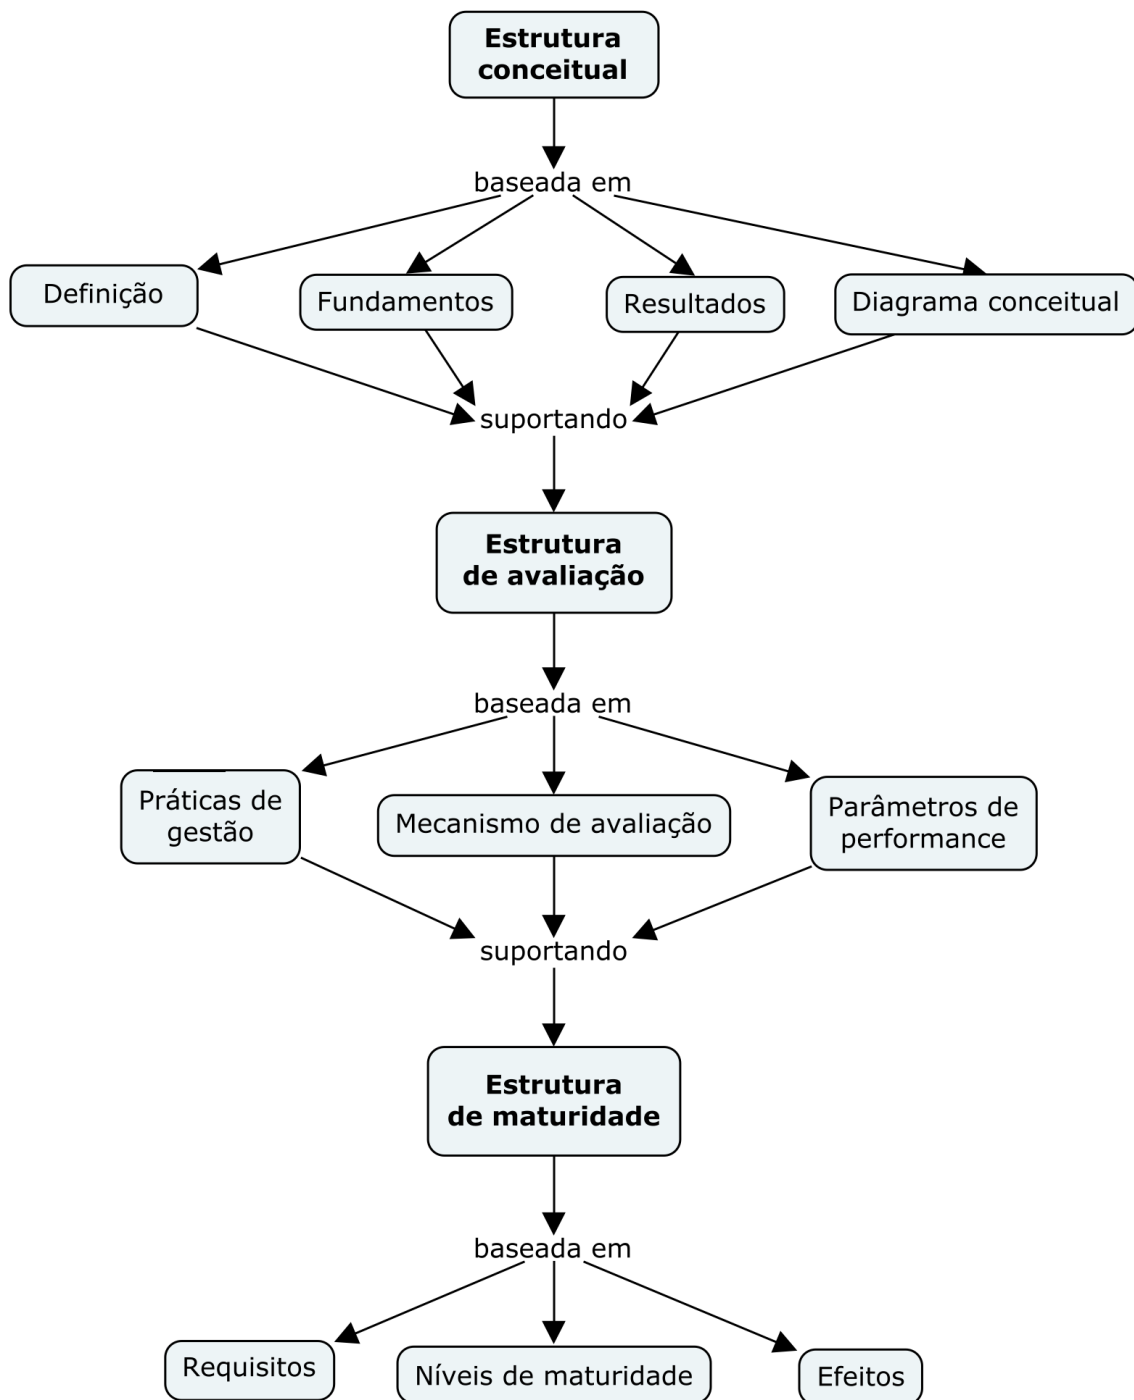 Estrutura
conceitual
baseada em
Definição
Fundamentos
Resultados
Diagrama conceitual
suportando
Estrutura
de avaliação
baseada em
Práticas de
gestão
Mecanismo de avaliação
Parâmetros de
performance
suportando
Estrutura
de maturidade
baseada em
Requisitos
Níveis de maturidade
Efeitos